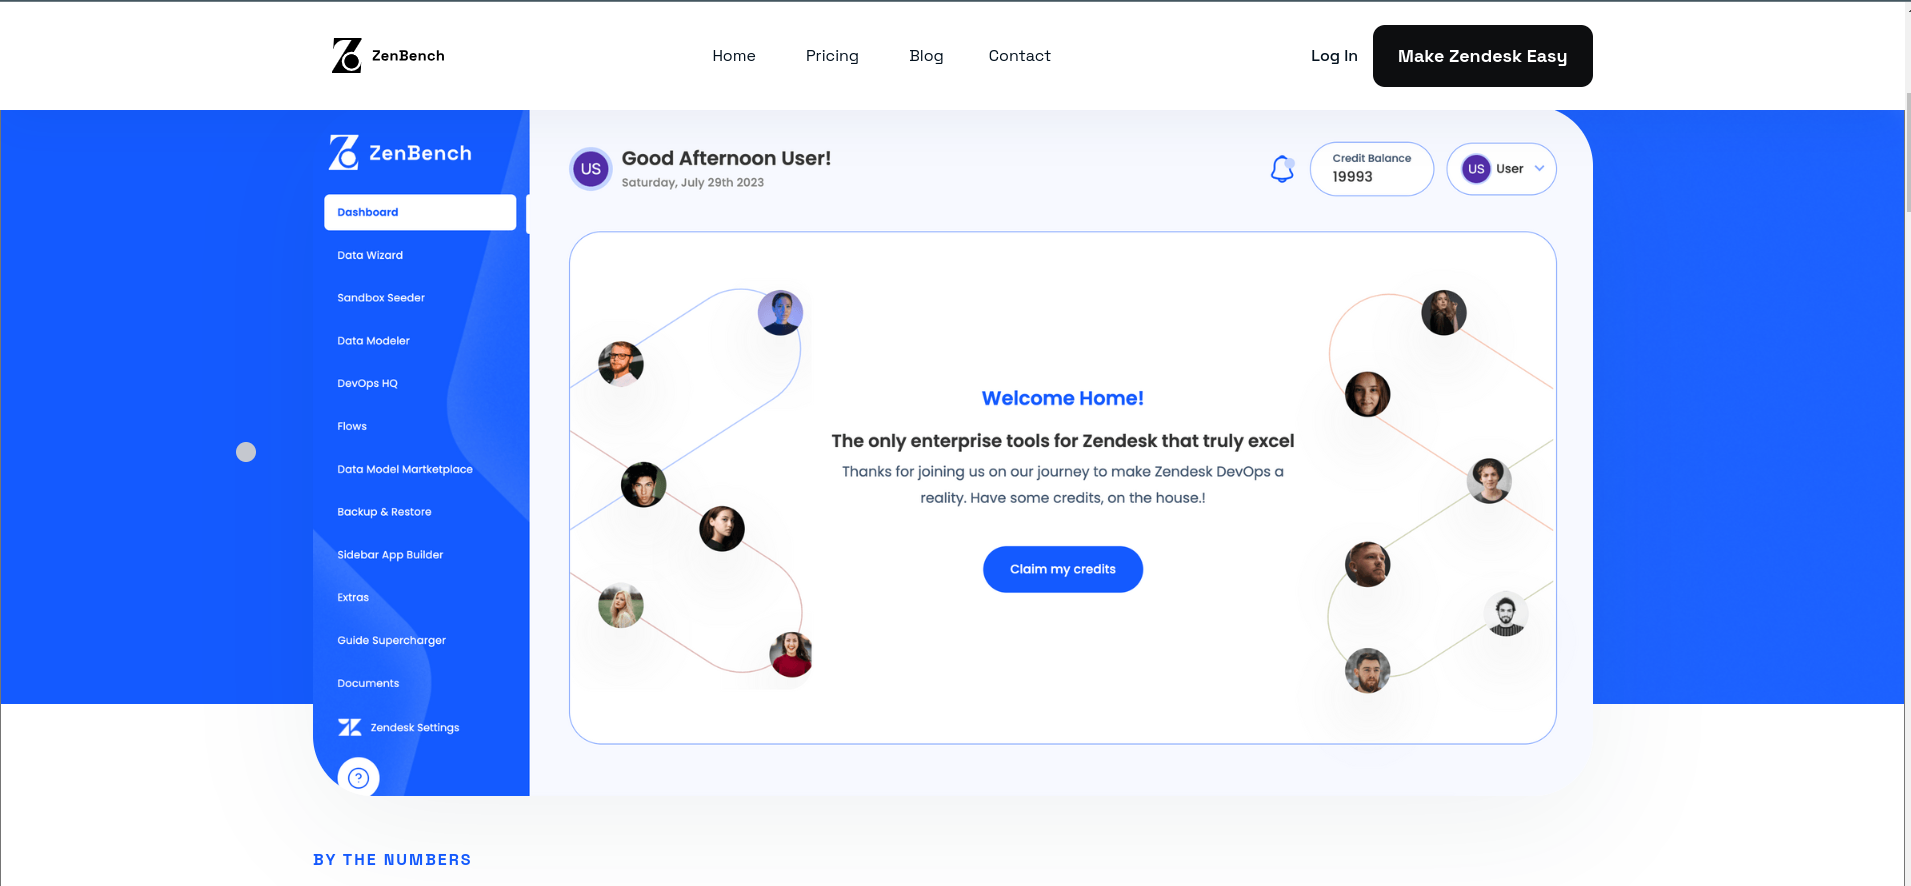 ZenBench
Home
Pricing
Blog
Contact
Log In
Make Zendesk Easy
ZenBench
Dashboard
Data Wizard
Sandbox Seeder
Data Modeler
DevOps HQ
Flows
Data Model Martketplace
Backup & Restore
Sidebar App Builder
Extras
Guide Supercharger
Documents
Zendesk Settings
?
US
Good Afternoon User!
Saturday, July 29th 2023
Credit Balance
19993
US
User
Welcome Home!
The only enterprise tools for Zendesk that truly excel
Thanks for joining us on our journey to make Zendesk DevOps a
reality. Have some credits, on the house.!
Claim my credits
BY THE NUMBERS